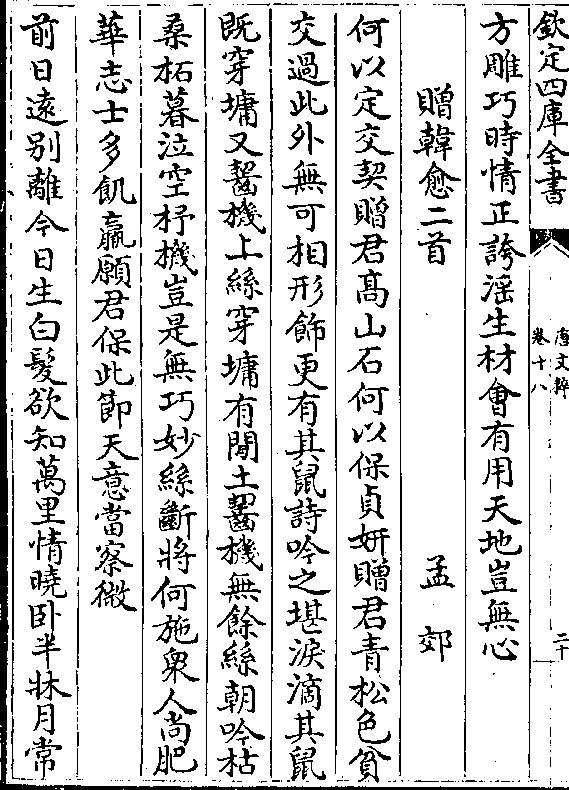 欽定四庫全書
唐文粹
卷十八
二十
方雕巧時情正誇淫生材會有用天地豈無心
贈韓愈二首
孟郊
何以定交契贈君髙山石何以保貞妍贈君青松色貧
交過此外無可相形飾更有其鼠詩吟之堪淚滴其鼠
既穿墉又齧機上絲穿墉有閒土齧機無餘絲朝吟枯
桑柘暮泣空杼機豈是無巧妙絲斷將何施衆人尚肥
華志士多飢羸願君保此節天意當察微
前日遠别離今日生白髮欲知萬里情曉卧半牀月常